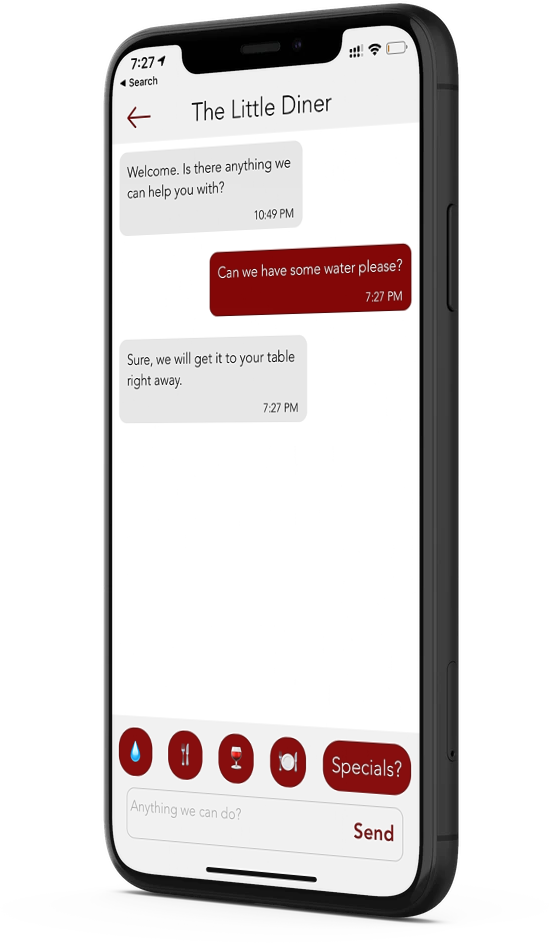 7:27
Search
The Little Diner
Welcome. Is there anything we
can help you with?
10:49 PM
Can we have some water please?
7:27 PM
Sure, we will get it to your table
right away.
7:27 PM
Specials?
Anything we can do?
Send